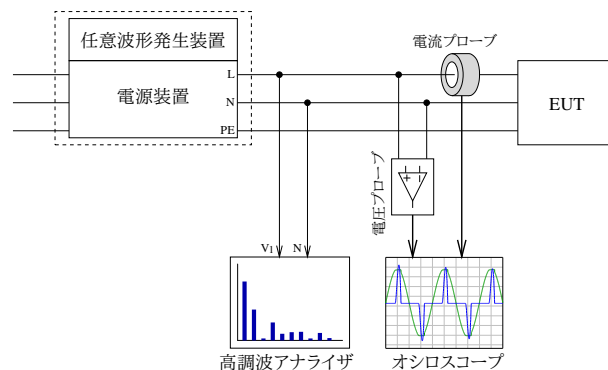 任意波形発生装置
電流プローブ
L
電源装置
N
EUT
PE
電圧プローブ
+ −
V1 N
高調波アナライザ
オシロスコープ